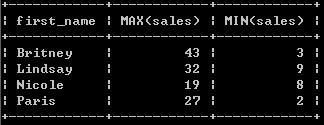 first_name | MAX(sales) | MIN(sales)
Britney | 43 | 3
Lindsay | 32 | 9
Nicole | 19 | 8
Paris | 27 | 2